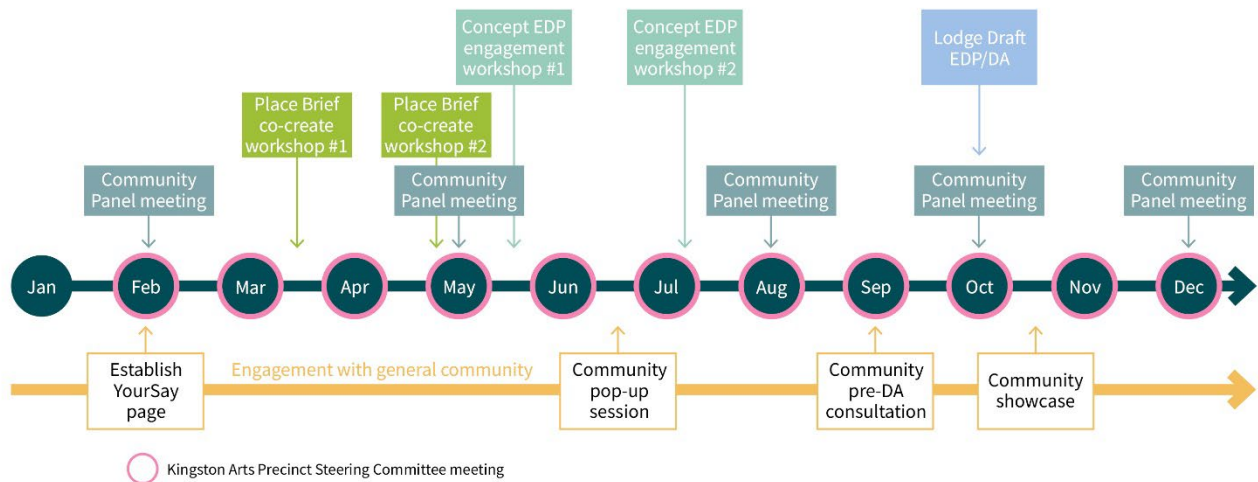 Concept EDP
engagement
workshop #1
Concept EDP
engagement
workshop #2
Lodge Draft
EDP/DA
Place Brief
co-create
workshop #1
Place Brief
co-create
workshop #2
Community
Panel meeting
Community
Panel meeting
Community
Panel meeting
Community
Panel meeting
Community
Panel meeting
Jan
Feb
Mar
Apr
May
Jun
Jul
Aug
Sep
Oct
Nov
Dec
Establish
YourSay
page
Engagement with general community
Community
pop-up
session
Community
pre-DA
consultation
Community
showcase
Kingston Arts Precinct Steering Committee meeting